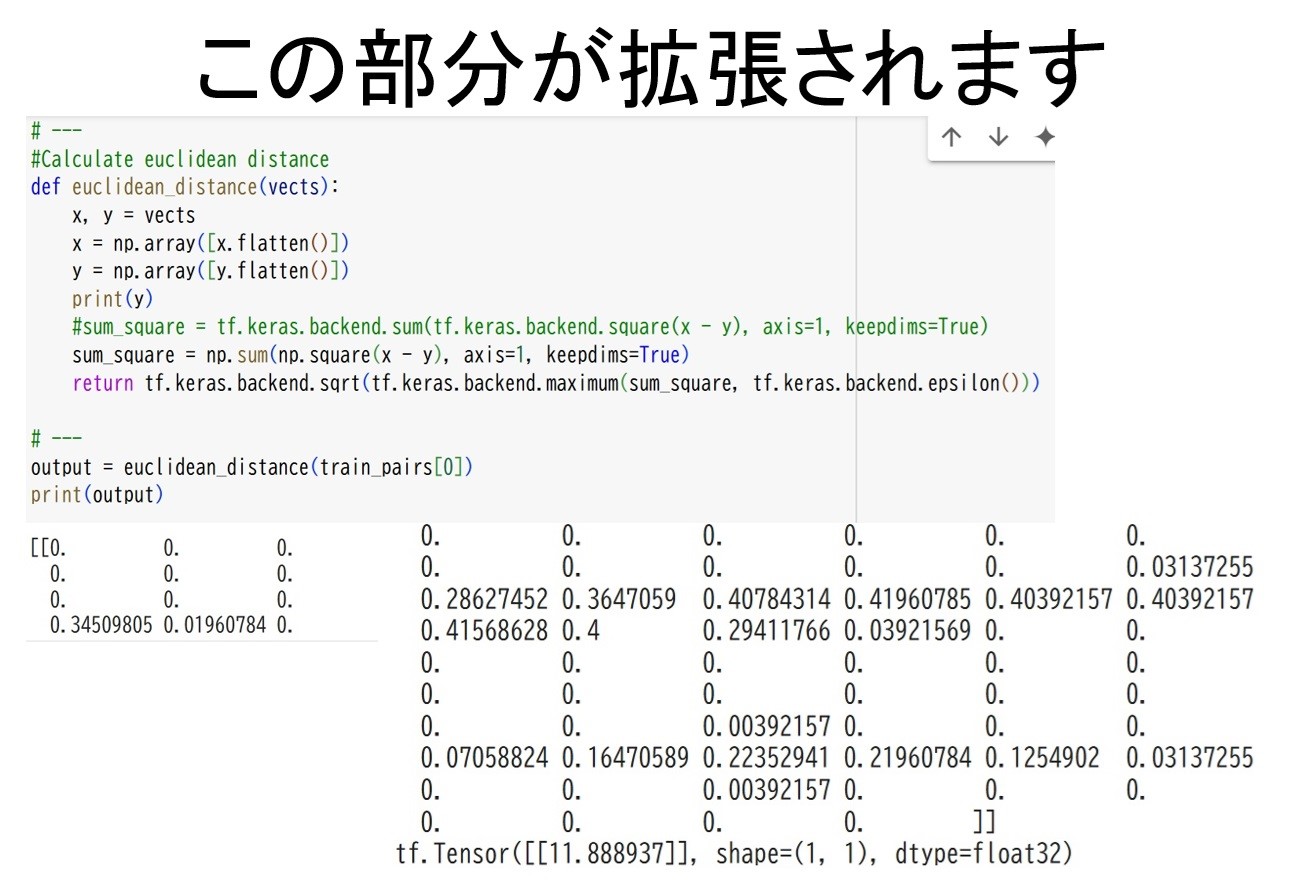 この部分が拡張されます
# ---
#Calculate euclidean distance
def euclidean_distance(vects):
    x, y = vects
    x = np.array([x.flatten()])
    y = np.array([y.flatten()])
    print(y)
    #sum_square = tf.keras.backend.sum(tf.keras.backend.square(x - y), axis=1, keepdims=True)
    sum_square = np.sum(np.square(x - y), axis=1, keepdims=True)
    return tf.keras.backend.sqrt(tf.keras.backend.maximum(sum_square, tf.keras.backend.epsilon()))
# ---
output = euclidean_distance(train_pairs[0])
print(output)
[[0. 0. 0.
0. 0. 0.
0. 0. 0.
0.34509805 0.01960784 0.
0. 0. 0. 0. 0. 0.
0. 0. 0. 0. 0. 0.03137255
0.28627452 0.3647059 0.40784314 0.41960785 0.40392157 0.40392157
0.41568628 0.4 0.29411766 0.03921569 0. 0.
0. 0. 0. 0. 0. 0.
0. 0. 0. 0. 0. 0.
0. 0. 0.00392157 0. 0. 0.
0.07058824 0.16470589 0.22352941 0.21960784 0.1254902 0.03137255
0. 0. 0.00392157 0. 0. 0.
0. 0. 0. 0. ]]
tf.Tensor([[11.888937]], shape=(1, 1), dtype=float32)